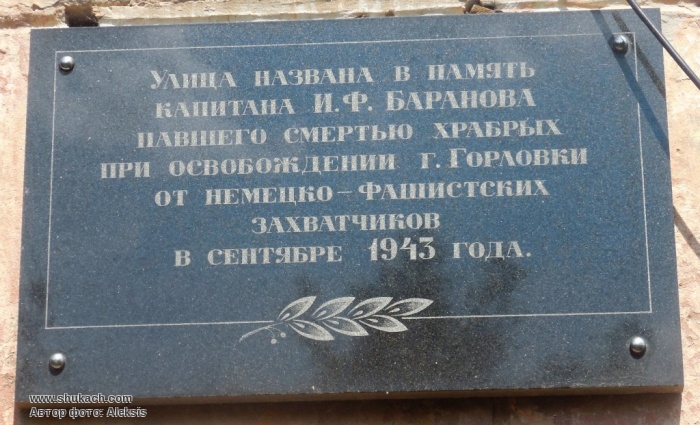 Улица названа в память
капитана И.Ф. Баранова
павшего смертью храбрых
при освобождении г. Горловки
от немецко – фашистских
захватчиков
в сентябре 1943 года.
www.shukach.com
Автор фото: Aleksis